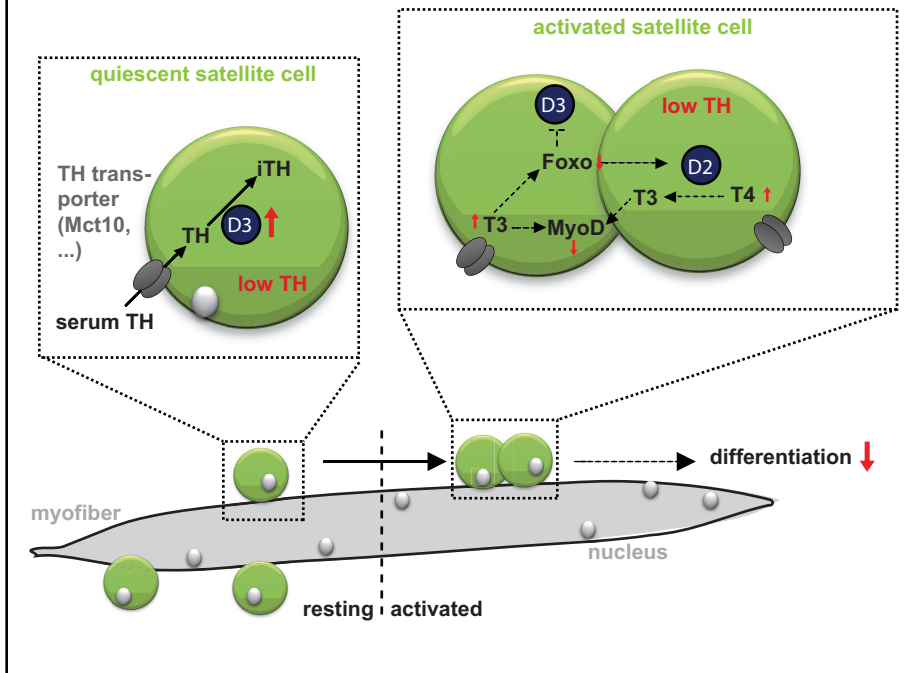 quiescent satellite cell
TH trans-
porter
(Mct10,
...)
iTH
D3
TH
low TH
serum TH
activated satellite cell
D3
low TH
Foxo
D2
T3
T4
T3
MyoD
differentiation
myofiber
nucleus
resting
activated